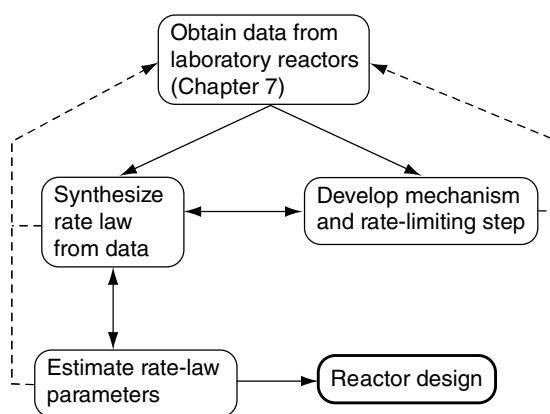 Obtain data from
laboratory reactors
(Chapter 7)
Synthesize
rate law
from data
Develop mechanism
and rate-limiting step
Estimate rate-law
parameters
Reactor design